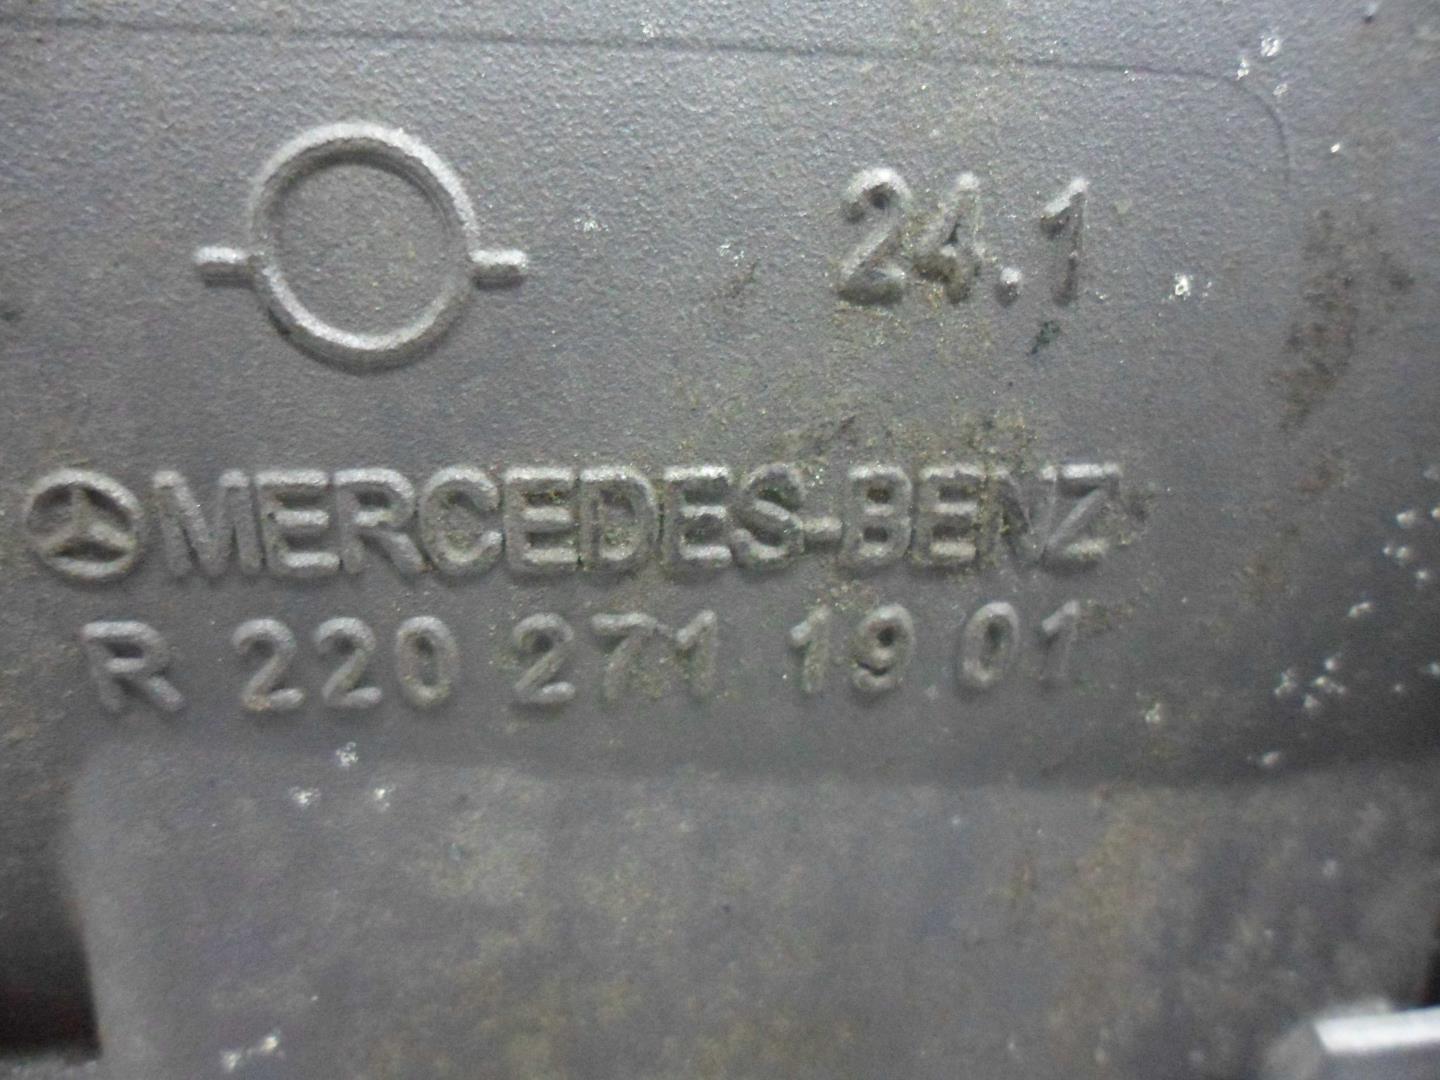 24.1
MERCEDES-BENZ
R 220 271 19 01